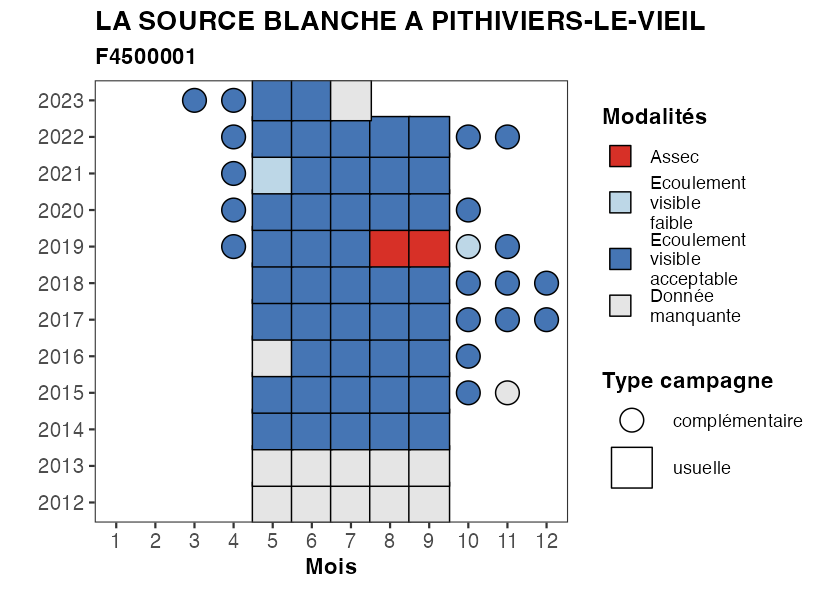 LA SOURCE BLANCHE A PITHIVIERS-LE-VIEIL
F4500001
2023
2022
2021
2020
2019
2018
2017
2016
2015
2014
2013
2012
1 2 3 4 5 6 7 8 9 10 11 12
Mois
Modalités
Assec
Ecoulement
visible
faible
Ecoulement
visible
acceptable
Donnée
manquante
Type campagne
complémentaire
usuelle